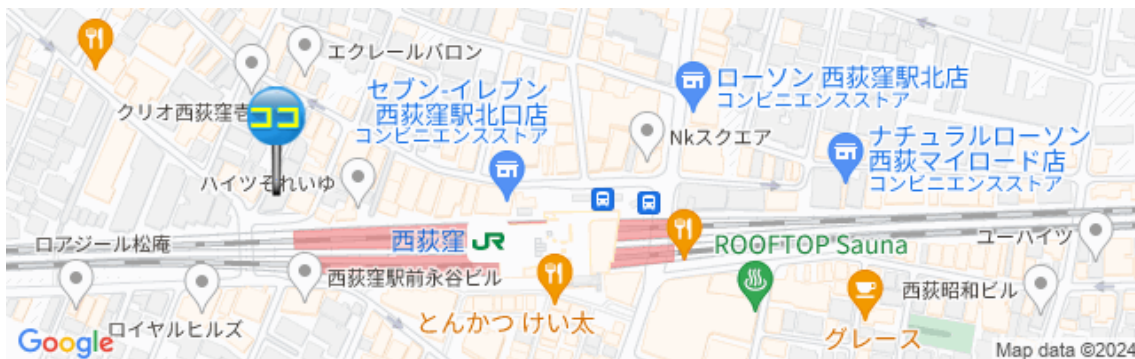 エクレールバロン
セブン-イレブン
西荻窪駅北口店
コンビニエンスストア
ローソン 西荻窪駅北店
コンビニエンスストア
クリオ西荻窪壱
ココ
Nkスクエア
ナチュラルローソン
西荻マイロード店
コンビニエンスストア
ハイツそれいゆ
ロアジール松庵
西荻窪 JR
ROOFTOP Sauna
ユーハイツ
西荻窪駅前永谷ビル
西荻昭和ビル
ロイヤルヒルズ
とんかつ けい太
グレース
Google
Map data ©2024